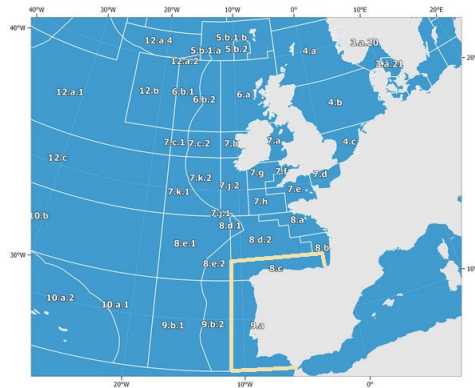 40°W 30°W 20°W 10°W 0° 10°E 20°E
40°W 12.a.4 5.b.1.b
5.b.1.a 5.b.2 4.a 3.a.20
12.a.2 3.a.21 20°
12.a.1 12.b 6.b.1 6.a
6.b.2 4.b
7.c.1 7.c.2 7.b 7.a 4.c
12.c 7.g 7.f 7.d
7.k.2 7.j.2 7.e
7.k.1 7.h
10.b 7.j.1 8.a
8.d.1
8.e.1 8.d.2 8.b
30°W 8.e.2 8.c 10°
10.a.2 10.a.1
9.b.1 9.b.2 9.a
20°W 10°W 0°